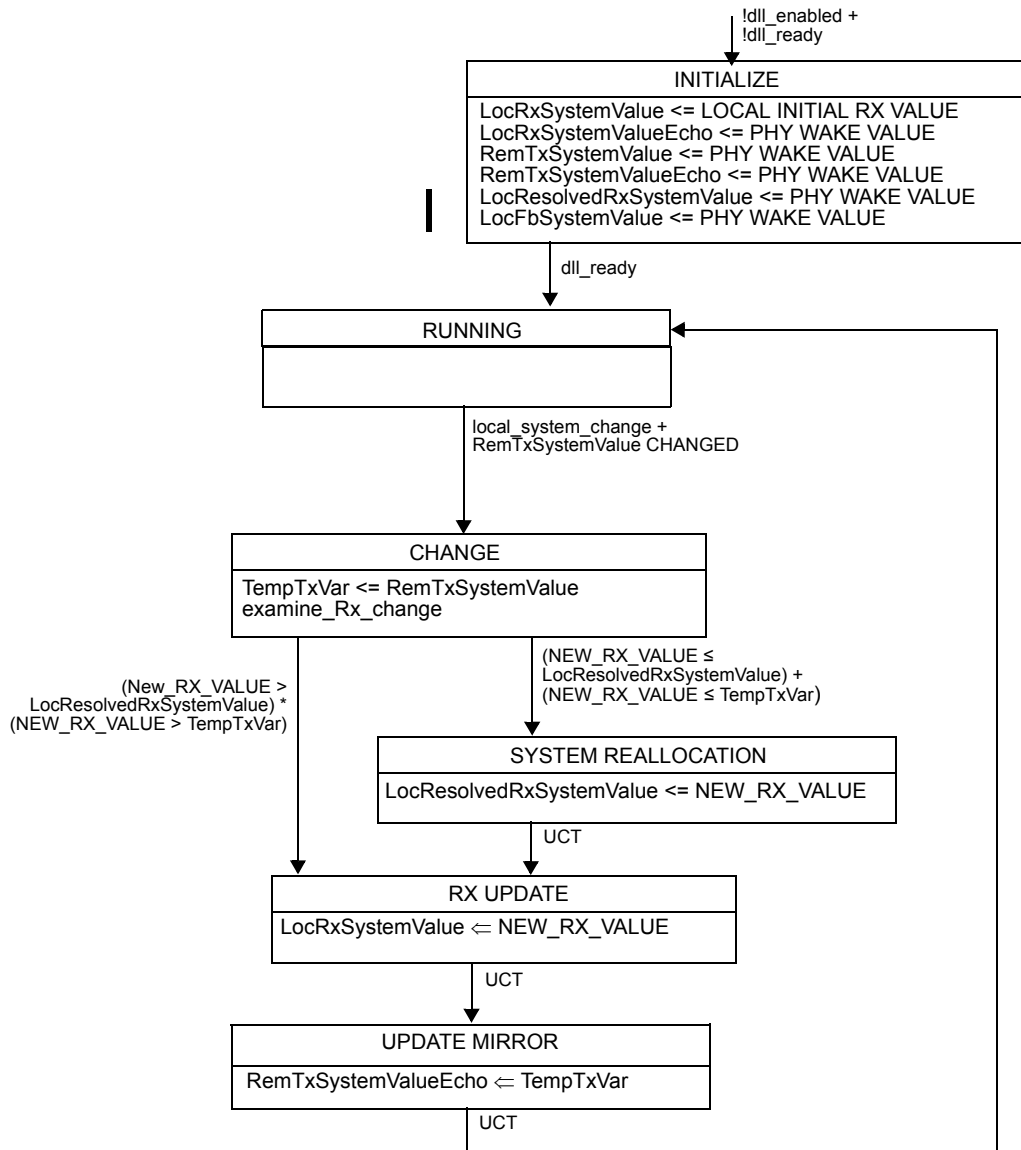 !dll_enabled +
!dll_ready
INITIALIZE
LocRxSystemValue <= LOCAL INITIAL RX VALUE
LocRxSystemValueEcho <= PHY WAKE VALUE
RemTxSystemValue <= PHY WAKE VALUE
RemTxSystemValueEcho <= PHY WAKE VALUE
LocResolvedRxSystemValue <= PHY WAKE VALUE
LocFbSystemValue <= PHY WAKE VALUE
dll_ready
RUNNING
local_system_change +
RemTxSystemValue CHANGED
CHANGE
TempTxVar <= RemTxSystemValue
examine_Rx_change
(New_RX_VALUE >
LocResolvedRxSystemValue) *
(NEW_RX_VALUE > TempTxVar)
(NEW_RX_VALUE ≤
LocResolvedRxSystemValue) +
(NEW_RX_VALUE ≤ TempTxVar)
SYSTEM REALLOCATION
LocResolvedRxSystemValue <= NEW_RX_VALUE
UCT
RX UPDATE
LocRxSystemValue ⇐ NEW_RX_VALUE
UCT
UPDATE MIRROR
RemTxSystemValueEcho ⇐ TempTxVar
UCT